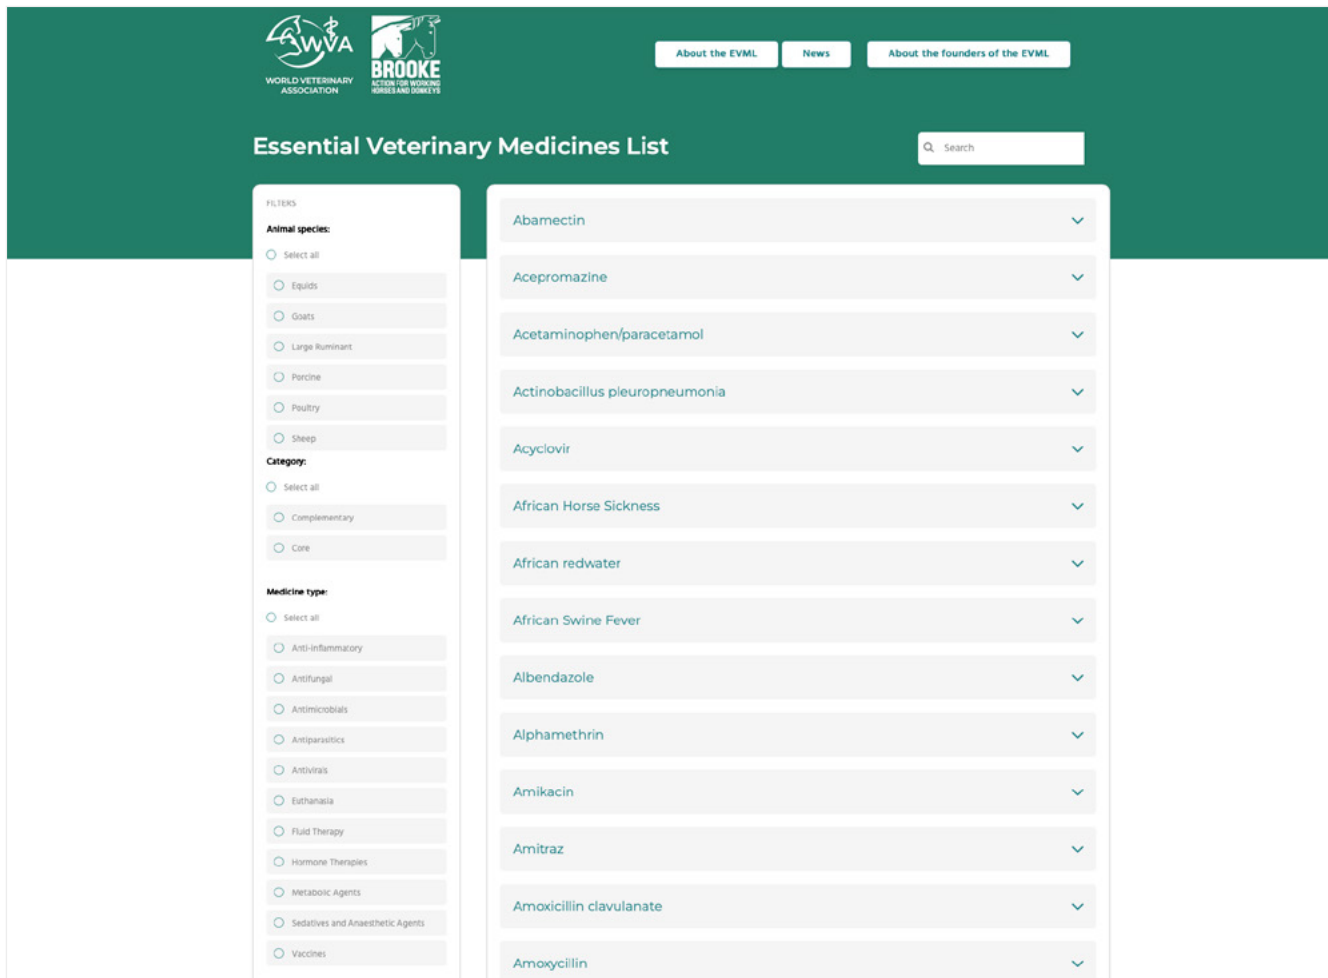 WVA
WORLD VETERINARY
ASSOCIATION
BROOKE
ACTION FOR WORKING
HORSES AND DONKEYS
About the EVML
News
About the founders of the EVML
Essential Veterinary Medicines List
Search
FILTERS
Animal species:
Select all
Equids
Goats
Large Ruminant
Porcine
Poultry
Sheep
Category:
Select all
Complementary
Core
Medicine type:
Select all
Anti-inflammatory
Antifungal
Antimicrobials
Antiparasitics
Antivirals
Euthanasia
Fluid Therapy
Hormone Therapies
Metabolic Agents
Sedatives and Anaesthetic Agents
Vaccines
Abamectin
Acepromazine
Acetaminophen/paracetamol
Actinobacillus pleuropneumonia
Acyclovir
African Horse Sickness
African redwater
African Swine Fever
Albendazole
Alphamethrin
Amikacin
Amitraz
Amoxicillin clavulanate
Amoxycillin